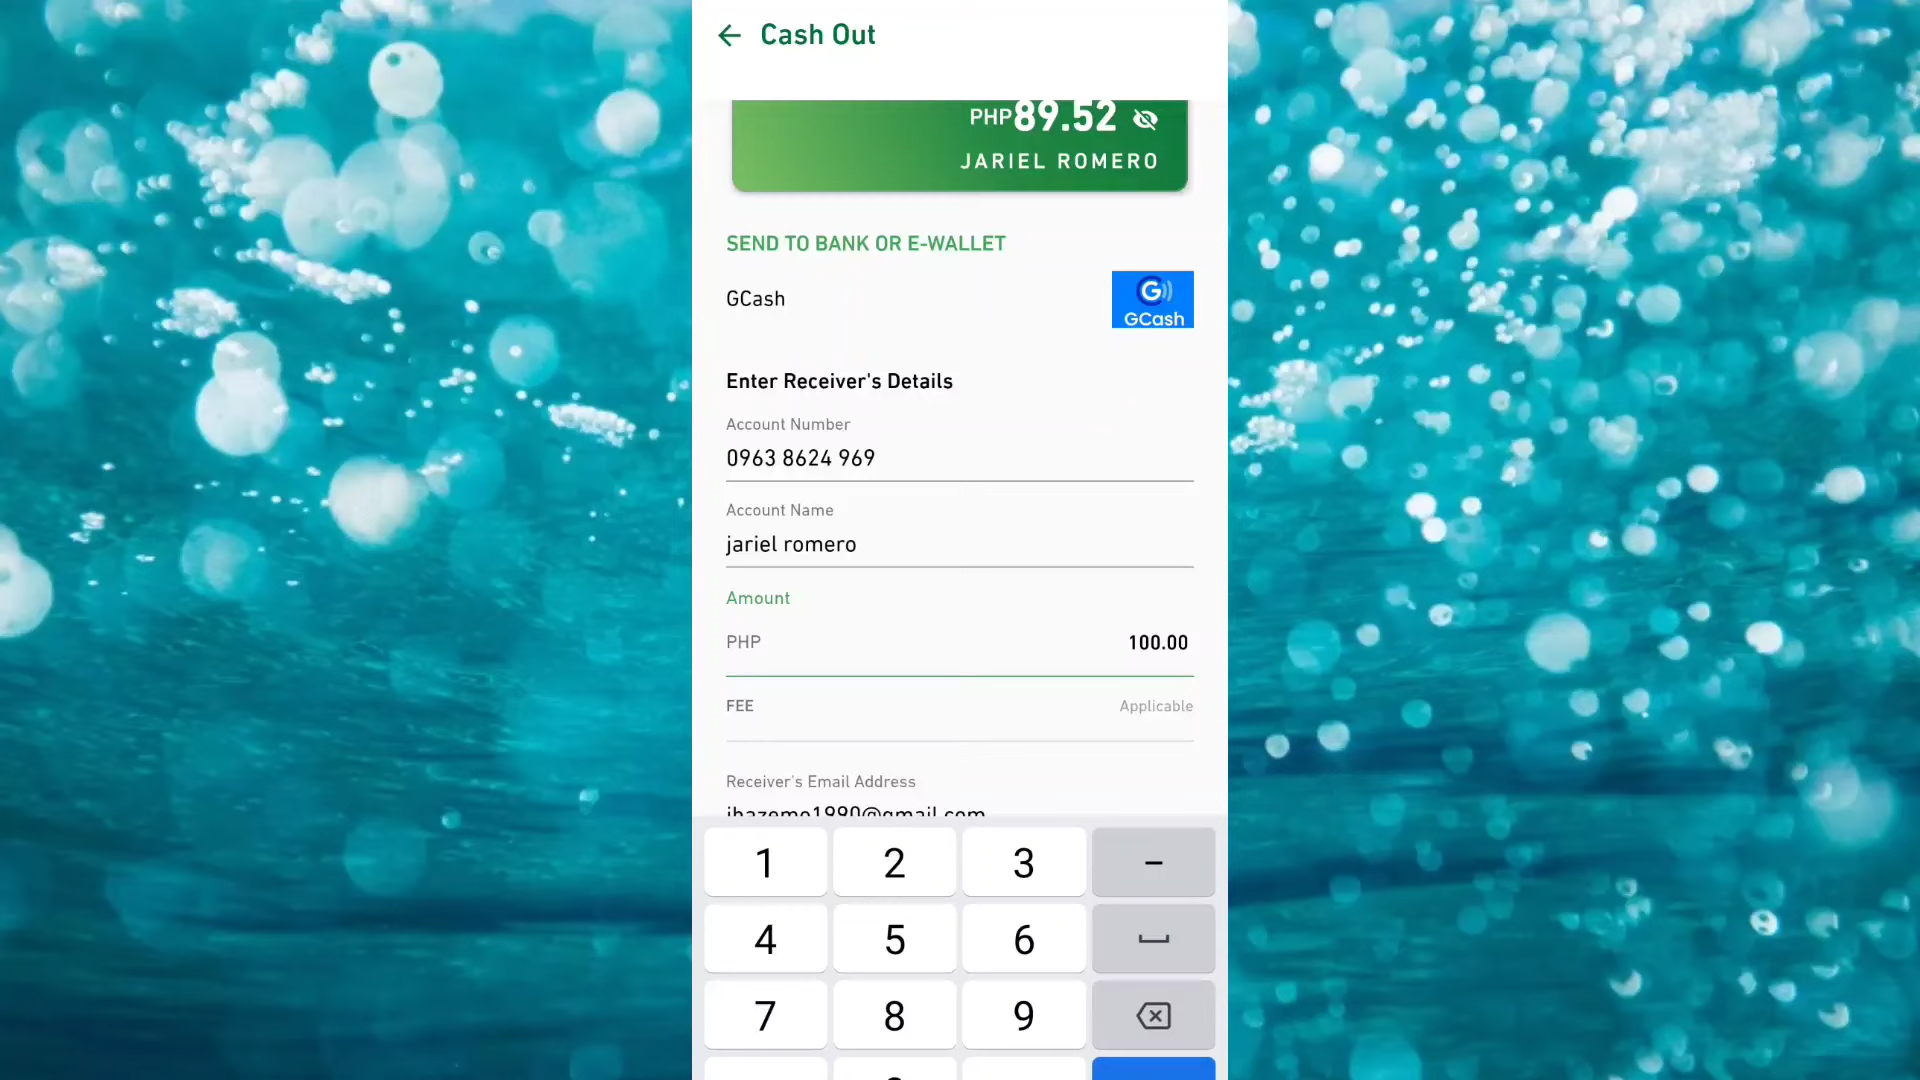 Cash Out
PHP89.52
JARIEL ROMERO
SEND TO BANK OR E-WALLET
GCash
G
GCash
Enter Receiver's Details
Account Number
0963 8624 969
Account Name
jariel romero
Amount
PHP 100.00
FEE Applicable
Receiver's Email Address
1 2 3 -
4 5 6
7 8 9